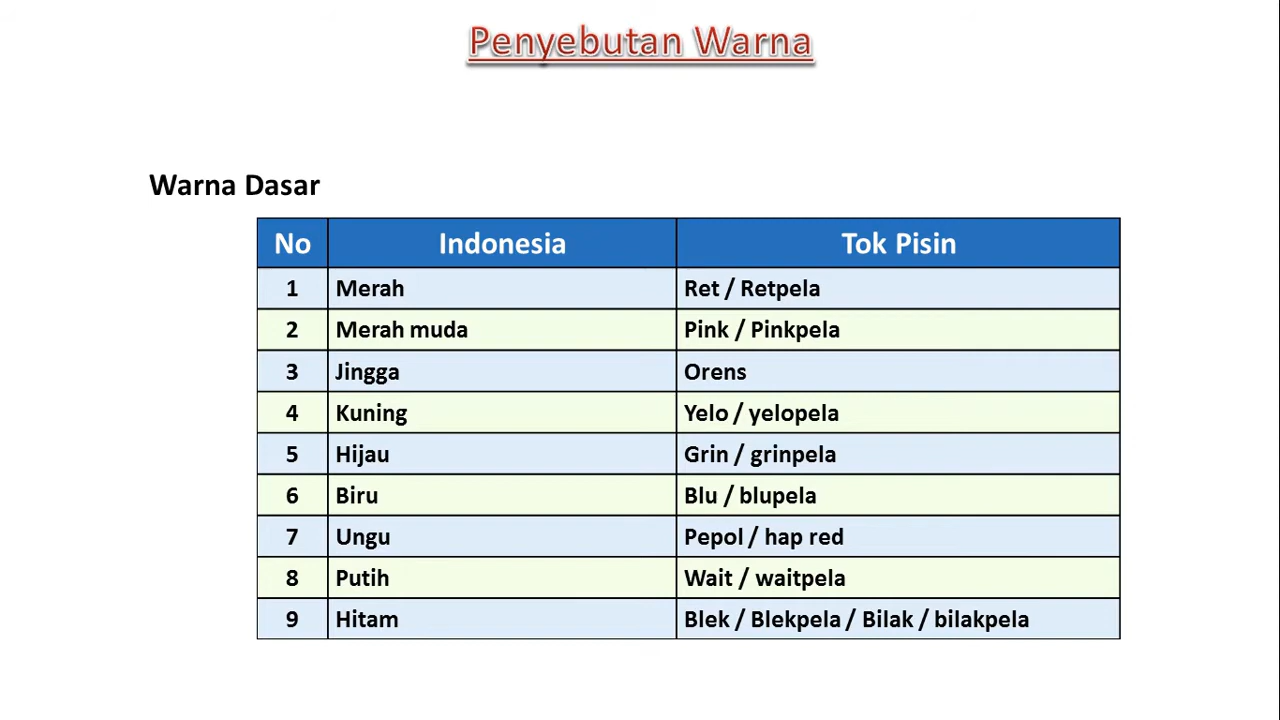 Penyebutan Warna
Warna Dasar
No Indonesia Tok Pisin
1 Merah Ret / Retpela
2 Merah muda Pink / Pinkpela
3 Jingga Orens
4 Kuning Yelo / yelopela
5 Hijau Grin / grinpela
6 Biru Blu / blupela
7 Ungu Pepol / hap red
8 Putih Wait / waitpela
9 Hitam Blek / Blekpela / Bilak / bilakpela